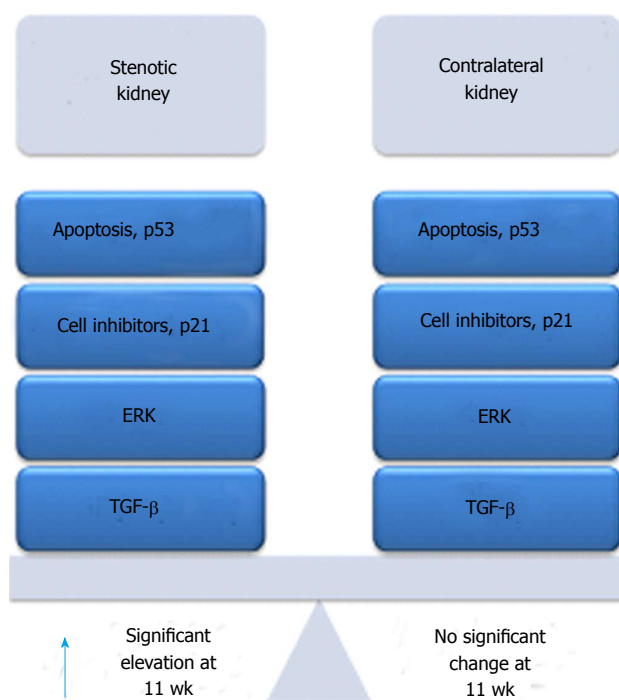 Stenotic
kidney
Contralateral
kidney
Apoptosis, p53
Apoptosis, p53
Cell inhibitors, p21
Cell inhibitors, p21
ERK
ERK
TGF-β
TGF-β
Significant
elevation at
11 wk
No significant
change at
11 wk